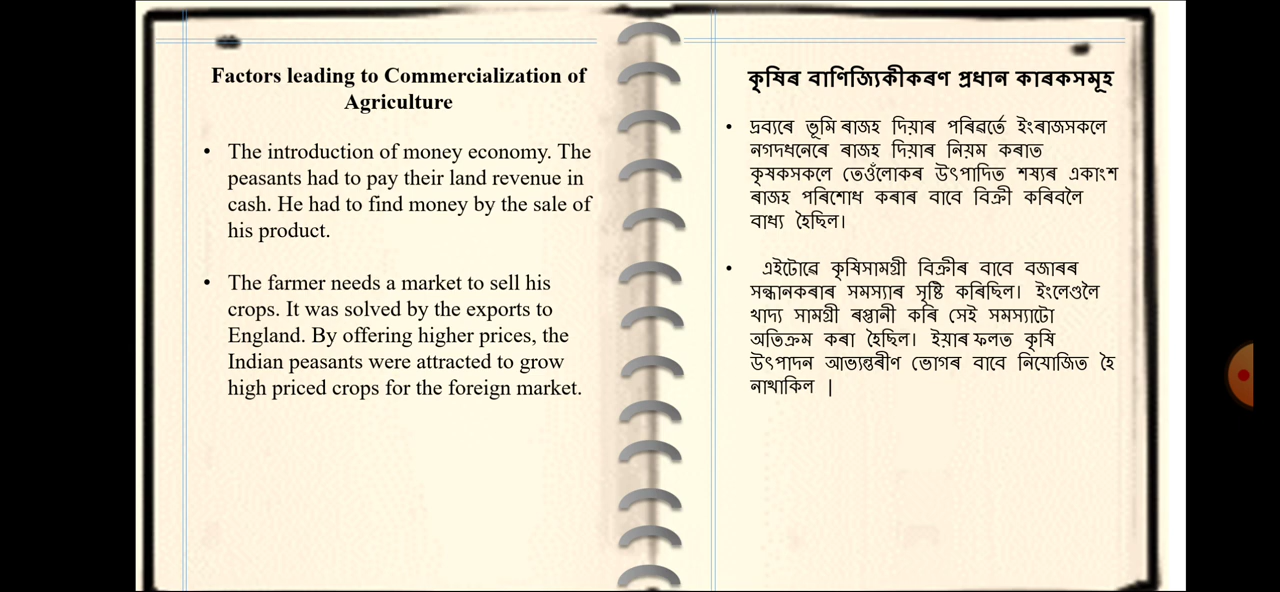 Factors leading to Commercialization of
Agriculture
• The introduction of money economy. The
peasants had to pay their land revenue in
cash. He had to find money by the sale of
his product.
• The farmer needs a market to sell his
crops. It was solved by the exports to
England. By offering higher prices, the
Indian peasants were attracted to grow
high priced crops for the foreign market.
কৃষিৰ বাণিজ্যিকীকৰণ প্ৰধান কাৰকসমূহ
• দ্ৰব্যৰে ভূমি ৰাজহ দিয়াৰ পৰিৱৰ্তে ইংৰাজসকলে
নগদধনেৰে ৰাজহ দিয়াৰ নিয়ম কৰাত
কৃষকসকলে তেওঁলোকৰ উৎপাদিত শষ্যৰ একাংশ
ৰাজহ পৰিশোধ কৰাৰ বাবে বিক্ৰী কৰিবলৈ
বাধ্য হৈছিল।
• এইটোৱে কৃষিসামগ্ৰী বিক্ৰীৰ বাবে বজাৰৰ
সন্ধানকৰাৰ সমস্যাৰ সৃষ্টি কৰিছিল। ইংলেণ্ডলৈ
খাদ্য সামগ্ৰী ৰপ্তানী কৰি সেই সমস্যাটো
অতিক্ৰম কৰা হৈছিল। ইয়াৰ ফলত কৃষি
উৎপাদন আভ্যন্তৰীণ ভোগৰ বাবে নিযোজিত হৈ
নাথাকিল |